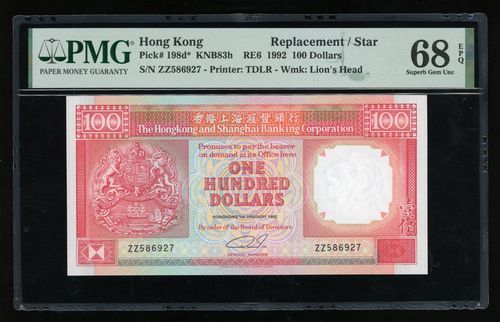 PMG
PAPER MONEY GUARANTY
Hong Kong Replacement / Star
Pick# 198d* KNB83h RE6 1992 100 Dollars
S/N ZZ586927 - Printer: TDLR - Wmk: Lion's Head
68 EPQ
Superb Gem Unc
100 香港上海滙豐銀行 100
The Hongkong and Shanghai Banking Corporation
Promises to pay the bearer
on demand at its Office here
ONE
HUNDRED
DOLLARS
HONGKONG 1st JANUARY 1992
By order of the Board of Directors
ZZ586927 ZZ586927
GENERAL MANAGER